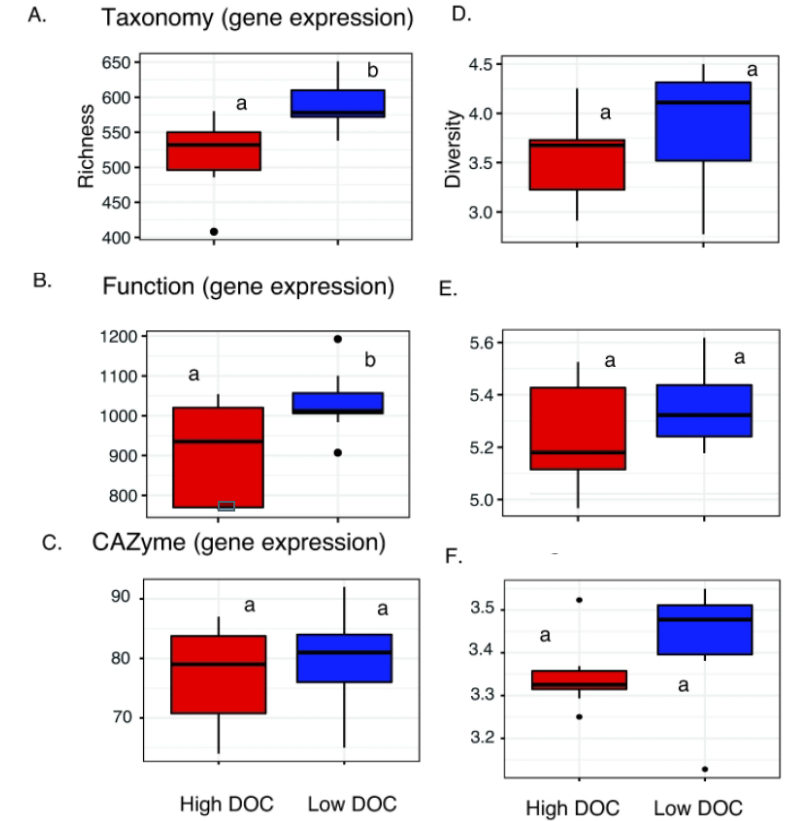 A. Taxonomy (gene expression)
650
600
550
500
450
400
Richness
a
b
D.
4.5
4.0
3.5
3.0
Diversity
a
a
B. Function (gene expression)
1200
1100
1000
900
800
a
b
E.
5.6
5.4
5.2
5.0
a
a
C. CAZyme (gene expression)
90
80
70
a
a
High DOC Low DOC
F.
3.5
3.4
3.3
3.2
a
a
High DOC Low DOC